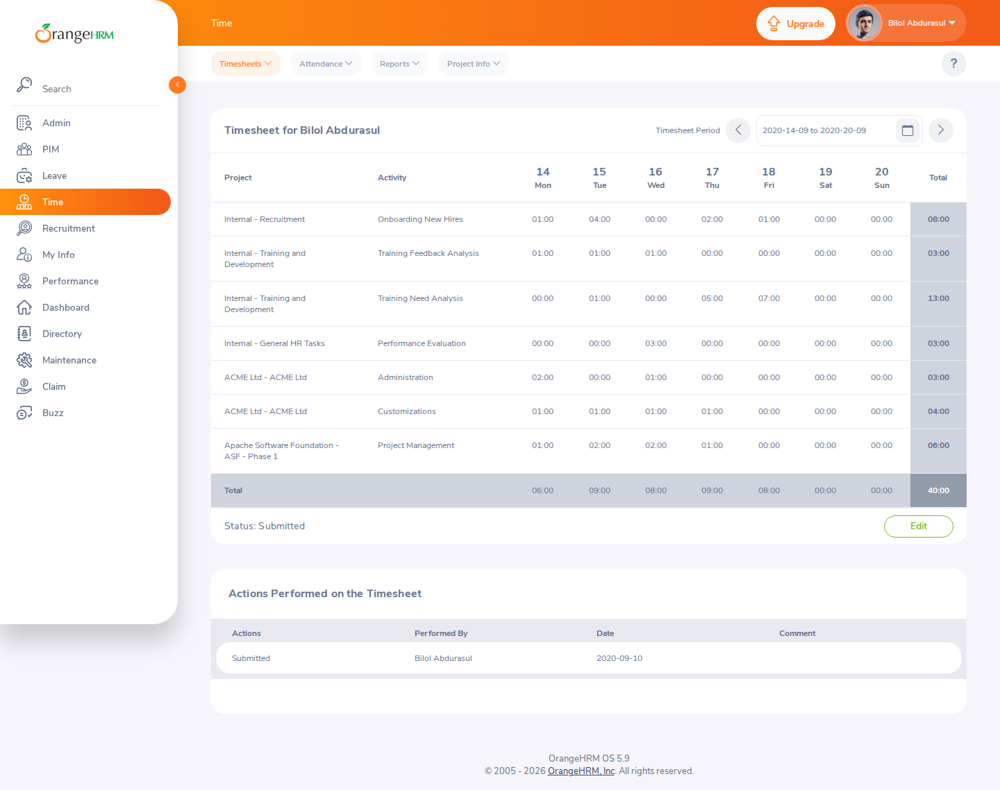 OrangeHRM
Time
Upgrade
Bilol Abdurasul
Search
Admin
PIM
Leave
Time
Recruitment
My Info
Performance
Dashboard
Directory
Maintenance
Claim
Buzz
Timesheets
Attendance
Reports
Project Info
?
Timesheet for Bilol Abdurasul
Timesheet Period
2020-14-09 to 2020-20-09
Project Activity 14 Mon 15 Tue 16 Wed 17 Thu 18 Fri 19 Sat 20 Sun Total
Internal - Recruitment Onboarding New Hires 01:00 04:00 00:00 02:00 01:00 00:00 00:00 08:00
Internal - Training and Development Training Feedback Analysis 01:00 01:00 01:00 00:00 00:00 00:00 00:00 03:00
Internal - Training and Development Training Need Analysis 00:00 01:00 00:00 05:00 07:00 00:00 00:00 13:00
Internal - General HR Tasks Performance Evaluation 00:00 00:00 03:00 00:00 00:00 00:00 00:00 03:00
ACME Ltd - ACME Ltd Administration 02:00 00:00 01:00 00:00 00:00 00:00 00:00 03:00
ACME Ltd - ACME Ltd Customizations 01:00 01:00 01:00 01:00 00:00 00:00 00:00 04:00
Apache Software Foundation - ASF - Phase 1 Project Management 01:00 02:00 02:00 01:00 00:00 00:00 00:00 06:00
Total 06:00 09:00 08:00 09:00 08:00 00:00 00:00 40:00
Status: Submitted
Edit
Actions Performed on the Timesheet
Actions Performed By Date Comment
Submitted Bilol Abdurasul 2020-09-10
OrangeHRM OS 5.9
© 2005 - 2026 OrangeHRM, Inc. All rights reserved.